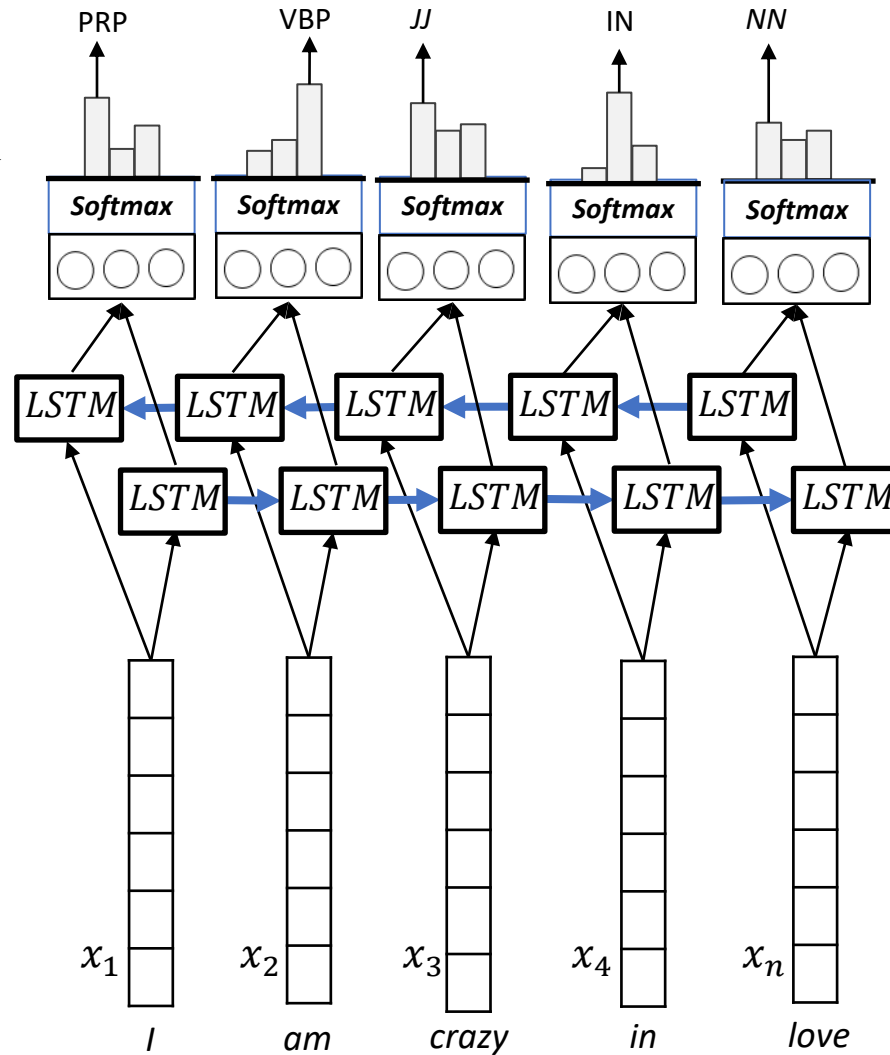 PRP VBP JJ IN NN
Softmax Softmax Softmax Softmax Softmax
LSTM LSTM LSTM LSTM LSTM
LSTM LSTM LSTM LSTM LSTM
x₁ x₂ x₃ x₄ xₙ
I am crazy in love